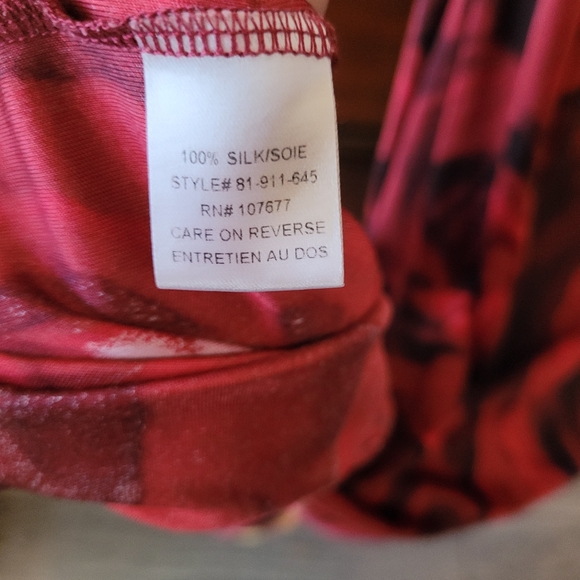 100% SILK/SOIE
STYLE# 81-911-645
RN# 107677
CARE ON REVERSE
ENTRETIEN AU DOS